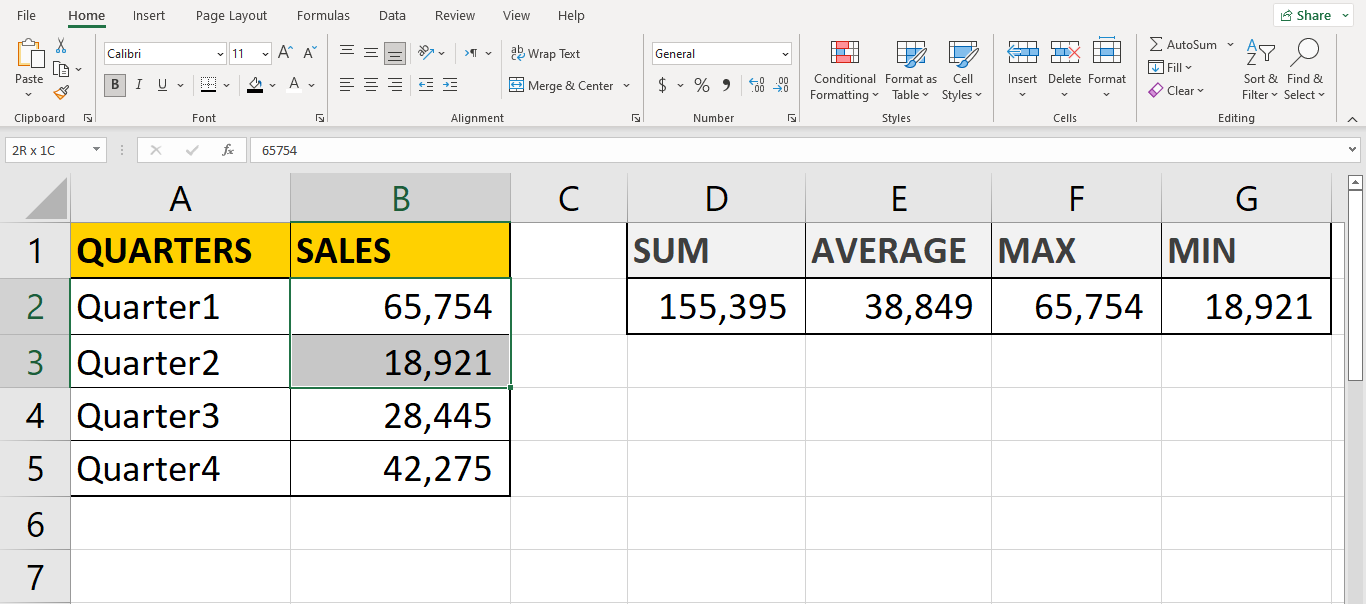 File Home Insert Page Layout Formulas Data Review View Help Share
Calibri 11 Wrap Text General AutoSum
Paste Conditional Formatting Format as Table Cell Styles Insert Delete Format Fill Sort & Filter Find & Select
B I U A Merge & Center $ % Clear
Clipboard Font Alignment Number Styles Cells Editing
2R x 1C fx 65754
A B C D E F G
1 QUARTERS SALES SUM AVERAGE MAX MIN
2 Quarter1 65,754 155,395 38,849 65,754 18,921
3 Quarter2 18,921
4 Quarter3 28,445
5 Quarter4 42,275
6
7